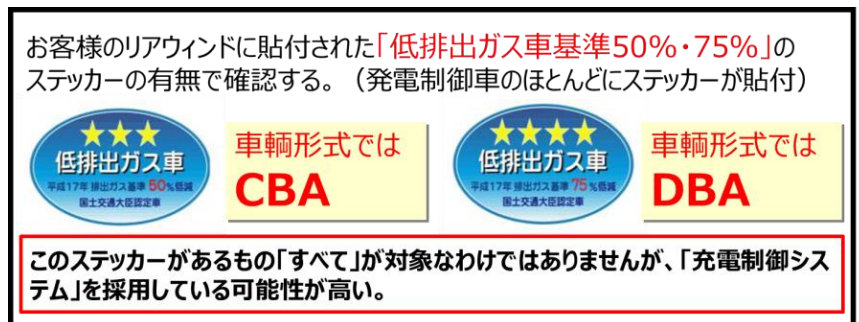 お客様のリアウィンドに貼付された「低排出ガス車基準50%・75%」の
ステッカーの有無で確認する。（発電制御車のほとんどにステッカーが貼付）
★★★
低排出ガス車
平成17年 排出ガス基準 50%低減
国土交通大臣認定車
車輌形式では
CBA
★★★★
低排出ガス車
平成17年 排出ガス基準 75%低減
国土交通大臣認定車
車輌形式では
DBA
このステッカーがあるもの「すべて」が対象なわけではありませんが、「充電制御シス
テム」を採用している可能性が高い。